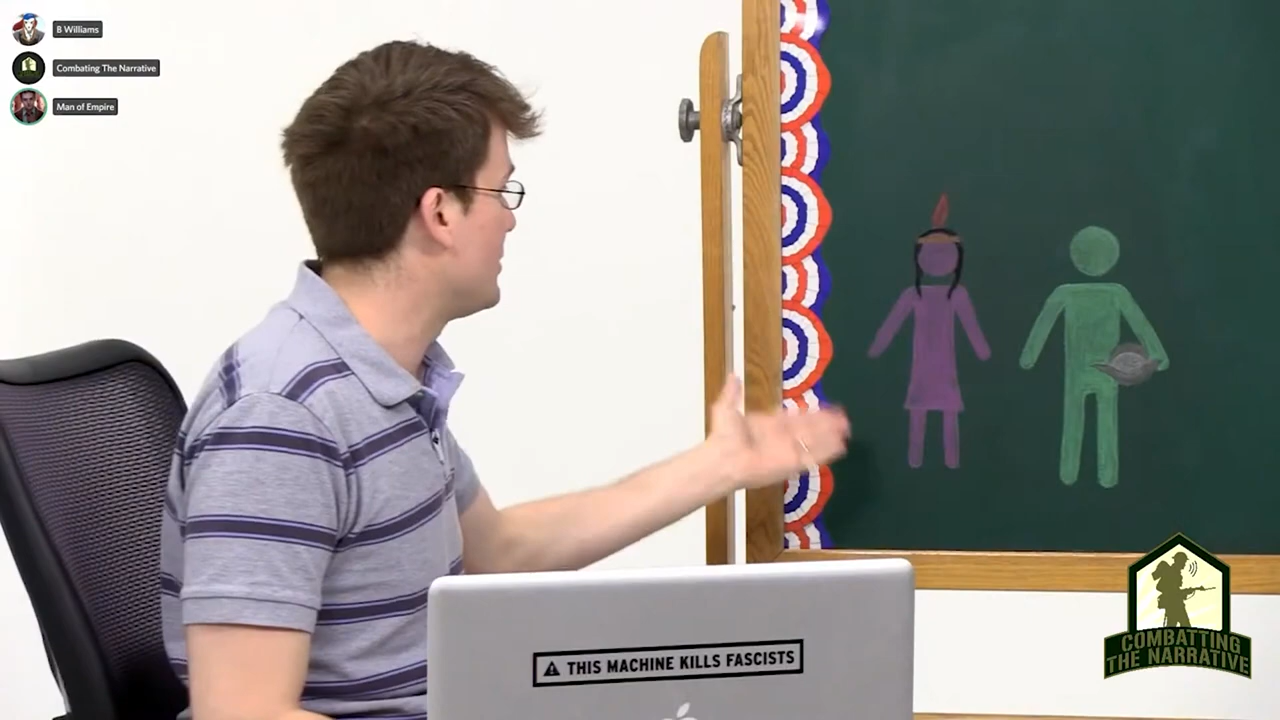 B Williams
Combating The Narrative
Man of Empire
THIS MACHINE KILLS FASCISTS
COMBATTING
THE NARRATIVE